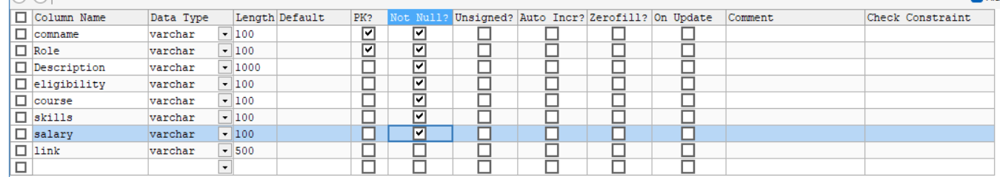 Column Name Data Type Length Default PK? Not Null? Unsigned? Auto Incr? Zerofill? On Update Comment Check Constraint
comname varchar 100
Role varchar 100
Description varchar 1000
eligibility varchar 100
course varchar 100
skills varchar 100
salary varchar 100
link varchar 500